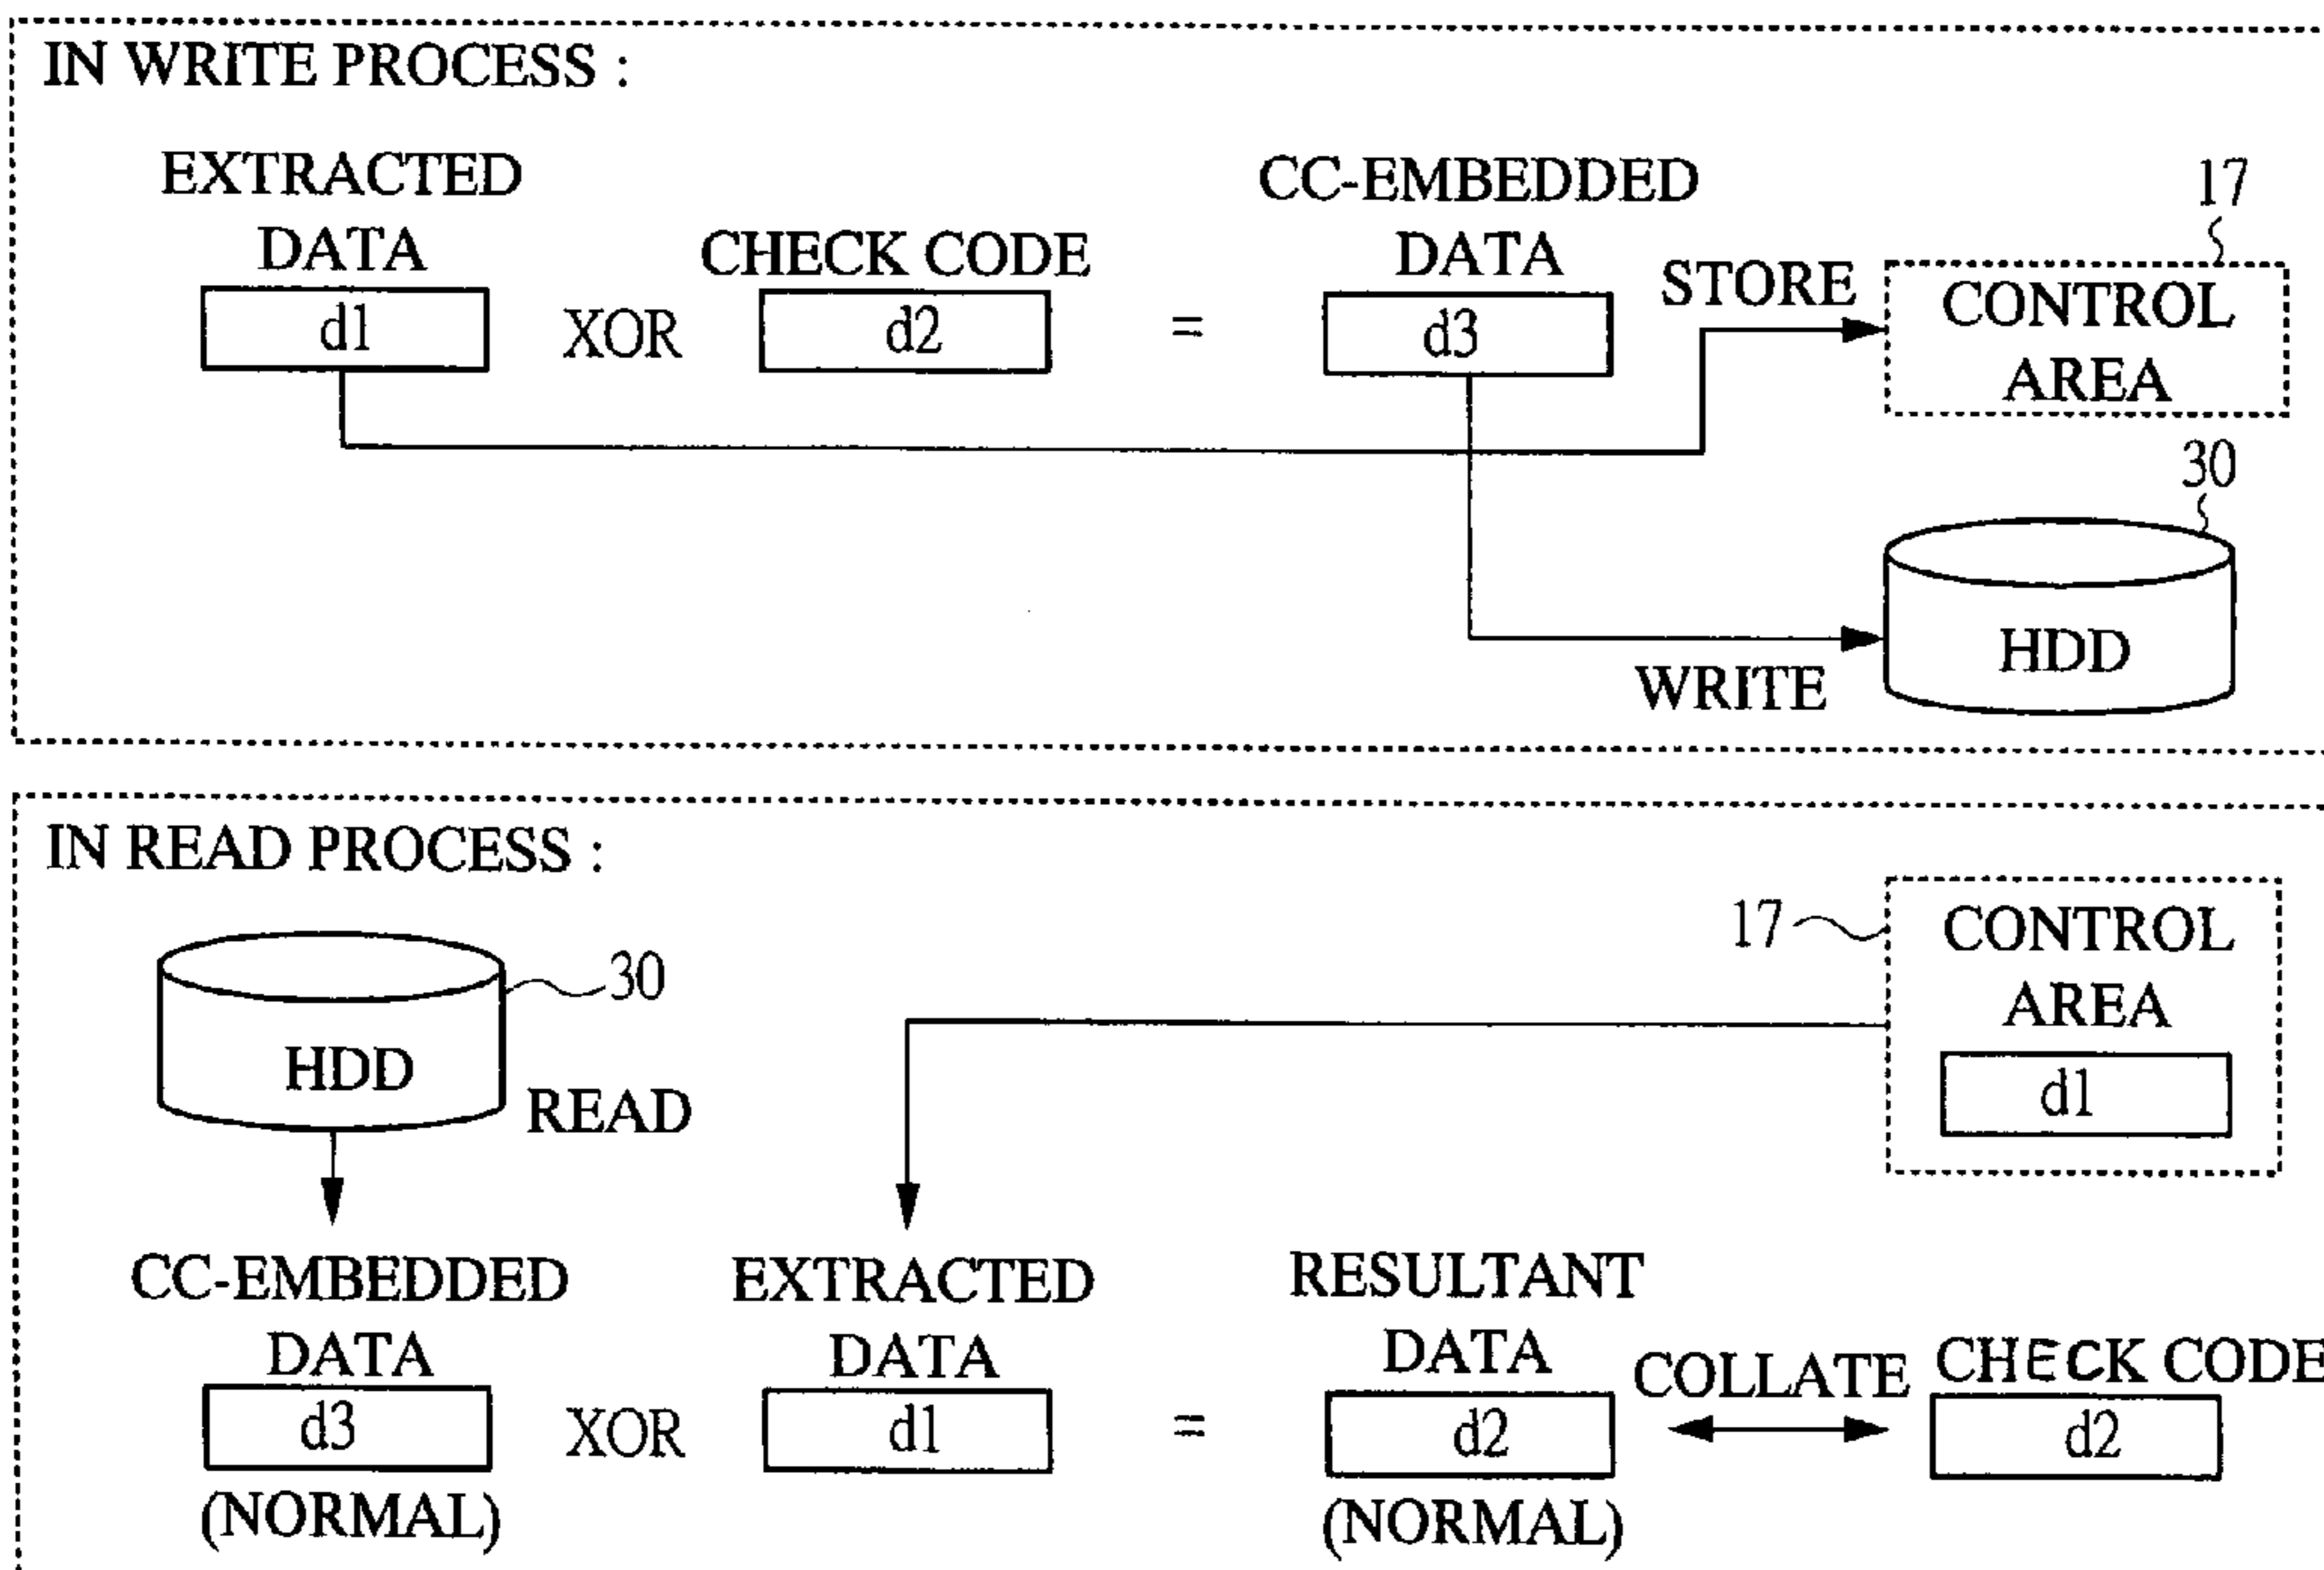 IN WRITE PROCESS :
EXTRACTED
DATA
CHECK CODE
CC-EMBEDDED
DATA
17
d1
XOR
d2
=
d3
STORE
CONTROL
AREA
30
HDD
WRITE
IN READ PROCESS :
HDD
30
READ
17
CONTROL
AREA
d1
CC-EMBEDDED
DATA
EXTRACTED
DATA
RESULTANT
DATA
COLLATE
CHECK CODE
d3
XOR
d1
=
d2
d2
(NORMAL)
(NORMAL)